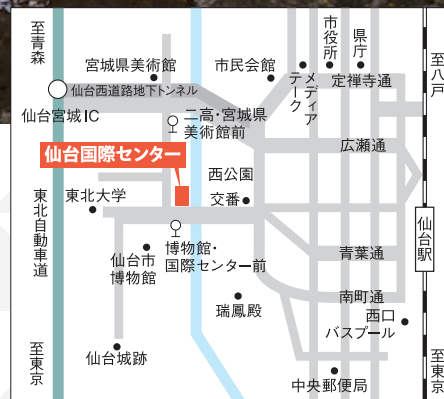 至青森
宮城県美術館
市民会館
メディア
テーク
市役所
県庁
定禅寺通
至八戸
仙台西道路地下トンネル
仙台宮城IC
二高・宮城県
美術館前
広瀬通
仙台国際センター
西公園
交番
東北大学
東北自動車道
仙台市
博物館
博物館・
国際センター前
青葉通
仙台駅
南町通
瑞鳳殿
西口
バスプール
仙台城跡
中央郵便局
至東京
至東京